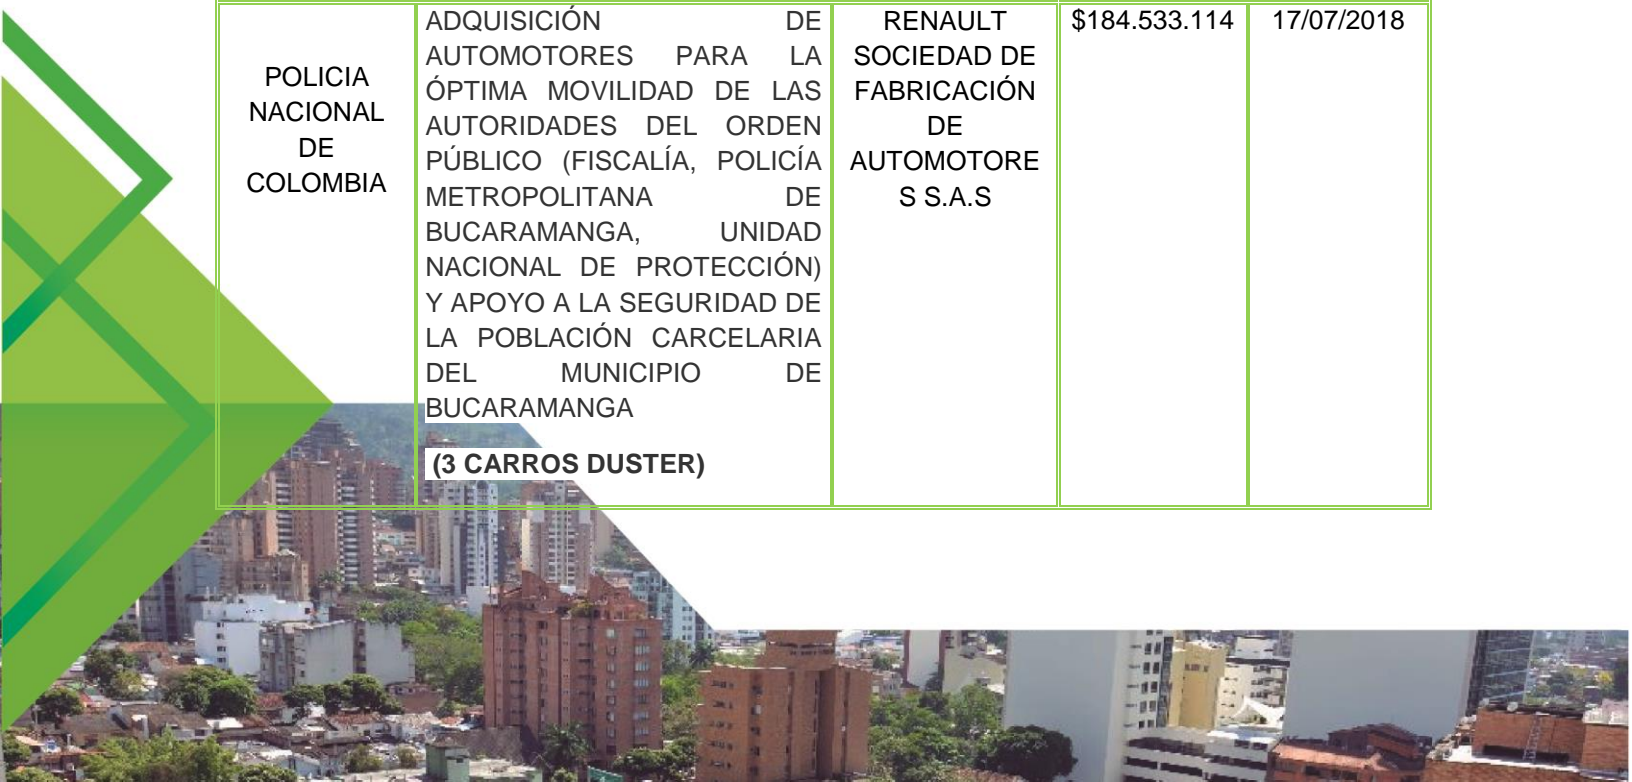 POLICIA
NACIONAL
DE
COLOMBIA
ADQUISICIÓN DE
AUTOMOTORES PARA LA
ÓPTIMA MOVILIDAD DE LAS
AUTORIDADES DEL ORDEN
PÚBLICO (FISCALÍA, POLICÍA
METROPOLITANA DE
BUCARAMANGA, UNIDAD
NACIONAL DE PROTECCIÓN)
Y APOYO A LA SEGURIDAD DE
LA POBLACIÓN CARCELARIA
DEL MUNICIPIO DE
BUCARAMANGA
(3 CARROS DUSTER)
RENAULT
SOCIEDAD DE
FABRICACIÓN
DE
AUTOMOTORE
S S.A.S
$184.533.114
17/07/2018